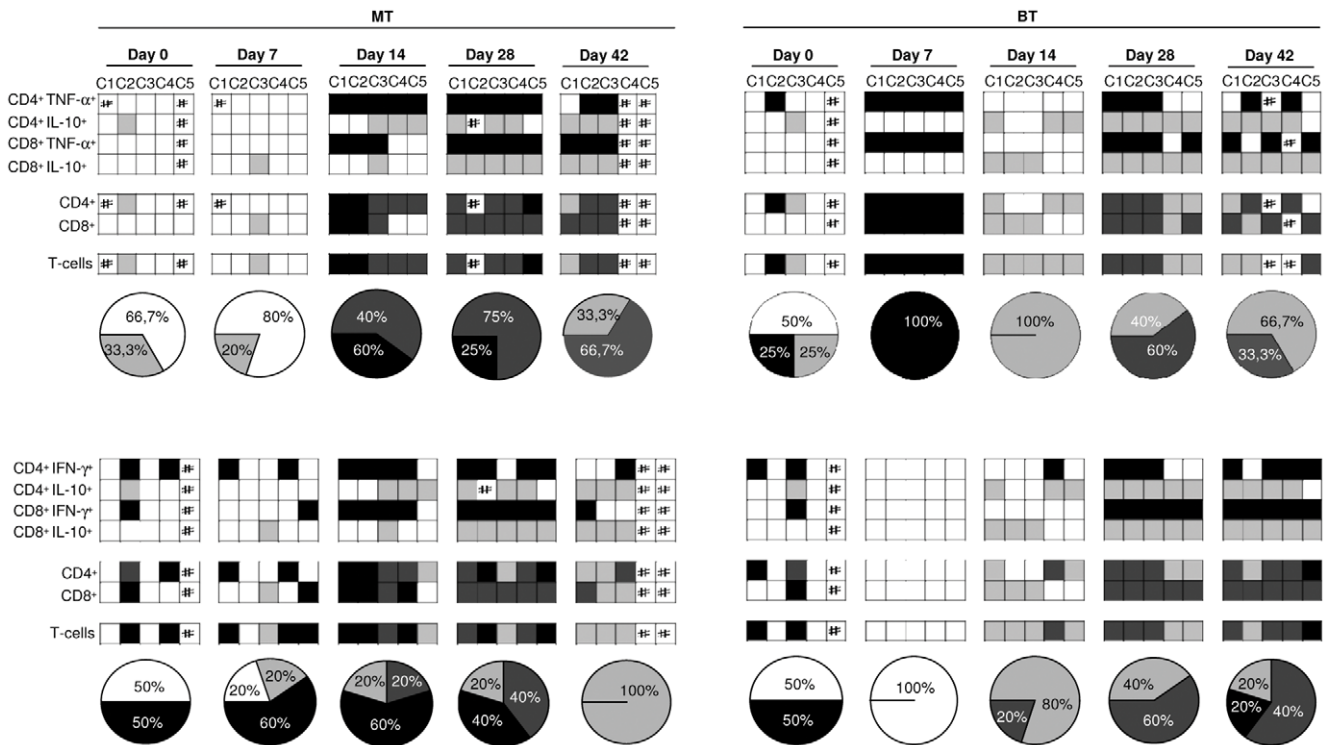 MT BT
Day 0 Day 7 Day 14 Day 28 Day 42 Day 0 Day 7 Day 14 Day 28 Day 42
C1C2C3C4C5 C1C2C3C4C5 C1C2C3C4C5 C1C2C3C4C5 C1C2C3C4C5 C1C2C3C4C5 C1C2C3C4C5 C1C2C3C4C5 C1C2C3C4C5 C1C2C3C4C5
CD4+ TNF-α+ # # # # # # #
CD4+ IL-10+ # # # # #
CD8+ TNF-α+ # # # # #
CD8+ IL-10+ # # # #
CD4+ # # # # # # # #
CD8+ # # # #
T-cells # # # # # # # #
66,7% 80% 40% 75% 33,3% 50% 100% 100% 40% 66,7%
33,3% 20% 60% 25% 66,7% 25% 25% 60% 33,3%
CD4+ IFN-γ+ # # # #
CD4+ IL-10+ # # # # #
CD8+ IFN-γ+ # # # #
CD8+ IL-10+ # # # #
CD4+ # # # #
CD8+ # # # #
T-cells # # # #
50% 20% 20% 20% 20% 20% 40% 100% 50% 100% 80% 40% 20%
50% 60% 60% 40% 50% 20% 60% 20% 40%